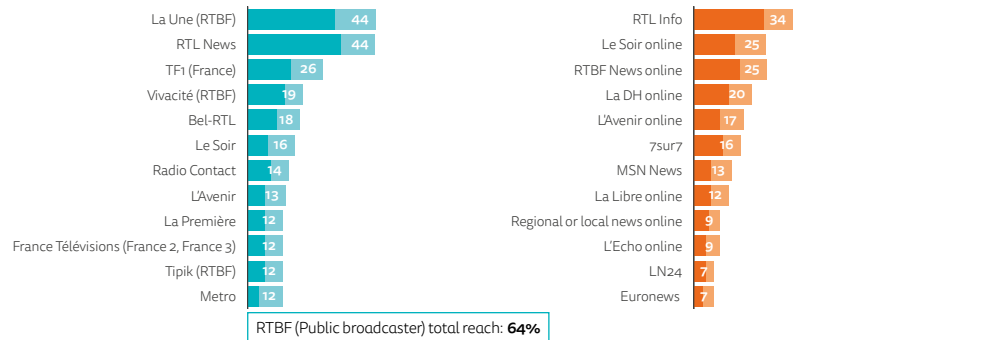 La Une (RTBF) 44
RTL News 44
TF1 (France) 26
Vivacité (RTBF) 19
Bel-RTL 18
Le Soir 16
Radio Contact 14
L'Avenir 13
La Première 12
France Télévisions (France 2, France 3) 12
Tipik (RTBF) 12
Metro 12
RTBF (Public broadcaster) total reach: 64%
RTL Info 34
Le Soir online 25
RTBF News online 25
La DH online 20
L'Avenir online 17
7sur7 16
MSN News 13
La Libre online 12
Regional or local news online 9
L'Echo online 9
LN24 7
Euronews 7